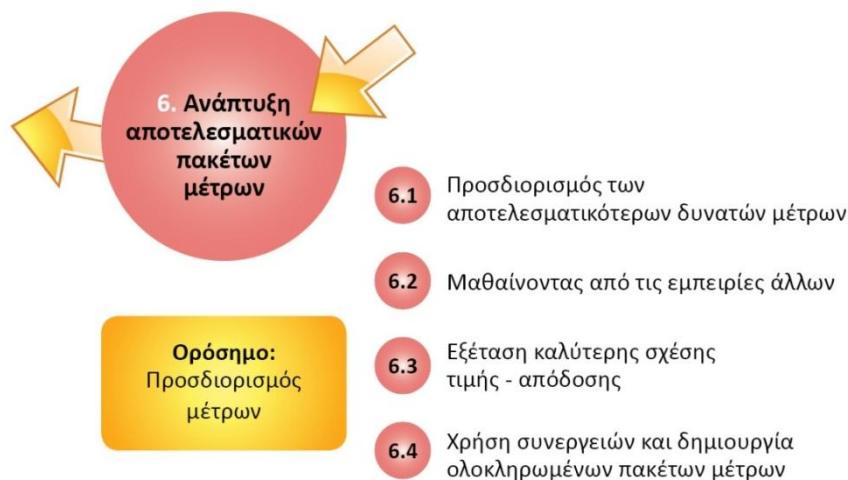 6. Ανάπτυξη
αποτελεσματικών
πακέτων
μέτρων
6.1 Προσδιορισμός των
αποτελεσματικότερων δυνατών μέτρων
6.2 Μαθαίνοντας από τις εμπειρίες άλλων
Ορόσημο:
Προσδιορισμός
μέτρων
6.3 Εξέταση καλύτερης σχέσης
τιμής - απόδοσης
6.4 Χρήση συνεργειών και δημιουργία
ολοκληρωμένων πακέτων μέτρων